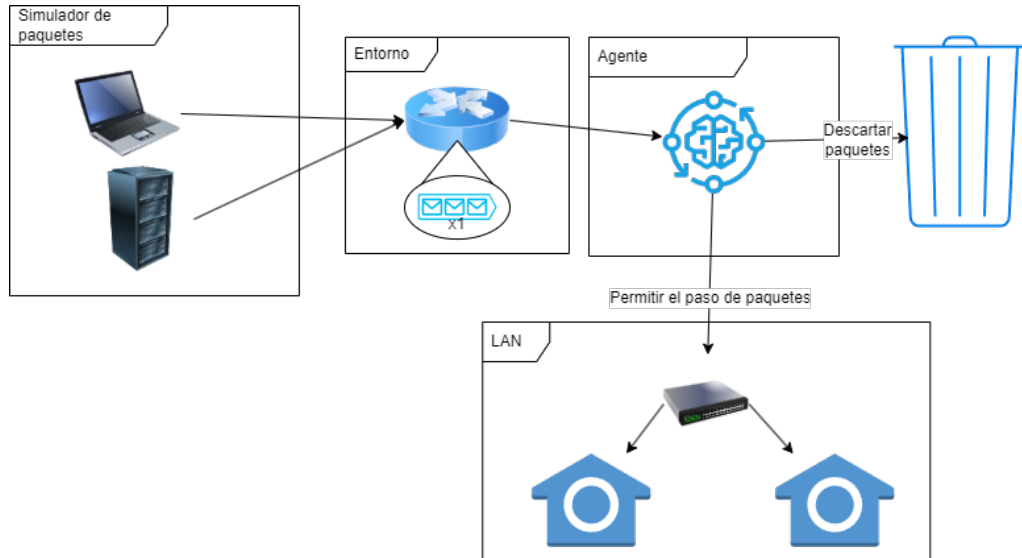 Simulador de
paquetes
Entorno
x1
Agente
Descartar
paquetes
Permitir el paso de paquetes
LAN